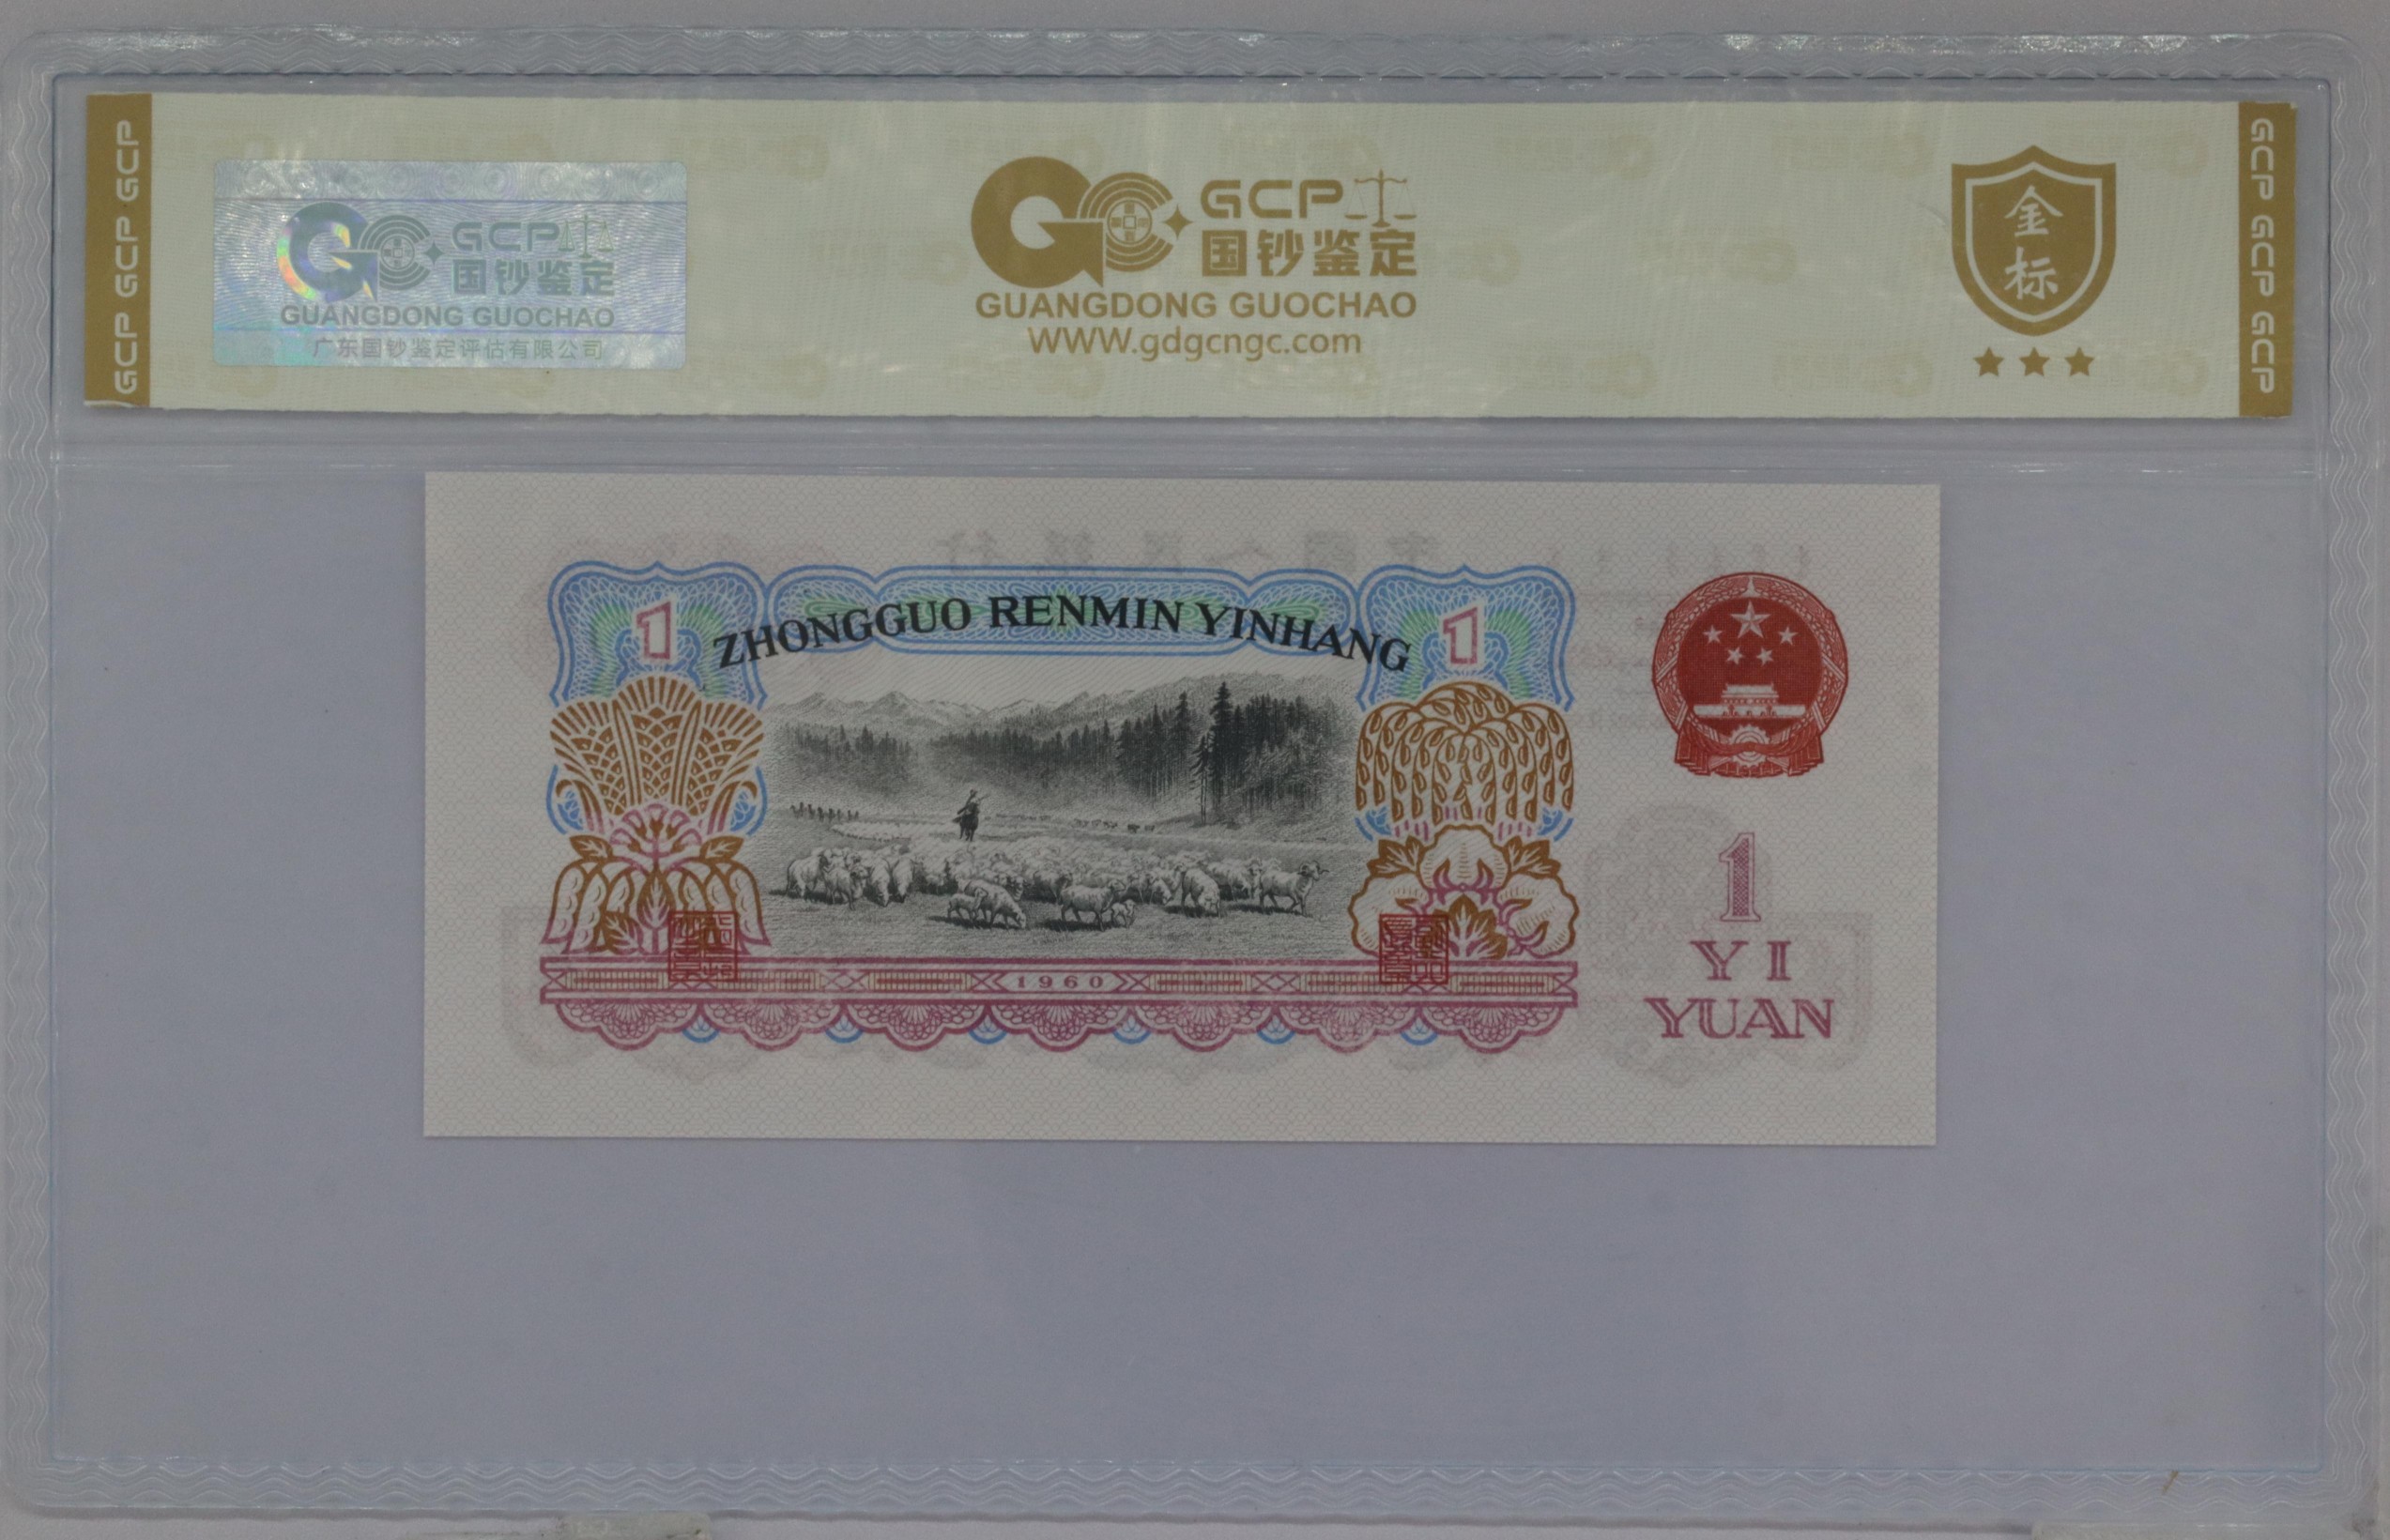 GCP GCP GCP
GCP
国钞鉴定
GUANGDONG GUOCHAO
广东国钞鉴定评估有限公司
GCP
国钞鉴定
GUANGDONG GUOCHAO
WWW.gdgcngc.com
金
标
GCP GCP GCP
1
ZHONGGUO RENMIN YINHANG
1
1960
1
YI
YUAN